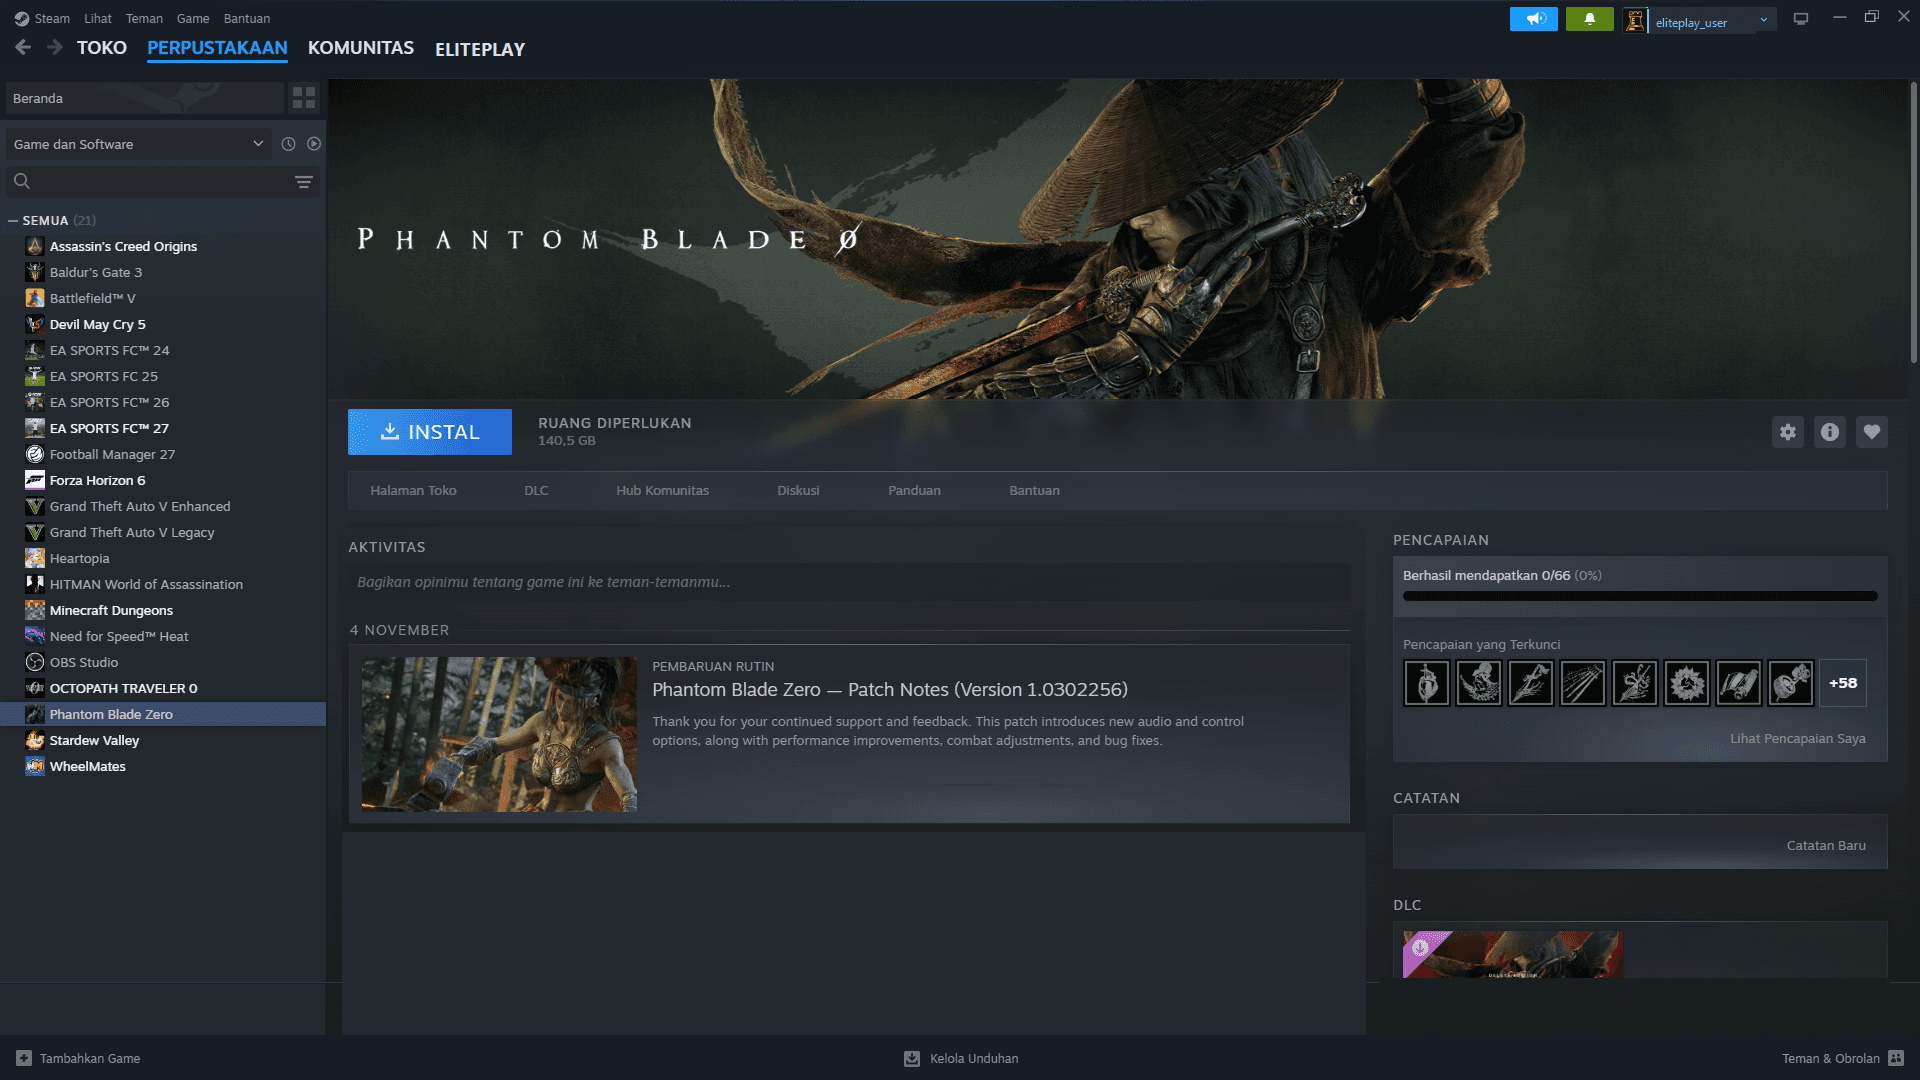 Steam Lihat Teman Game Bantuan
eliteplay_user
TOKO PERPUSTAKAAN KOMUNITAS ELITEPLAY
Beranda
Game dan Software
SEMUA (21)
Assassin's Creed Origins
Baldur's Gate 3
Battlefield™ V
Devil May Cry 5
EA SPORTS FC™ 24
EA SPORTS FC 25
EA SPORTS FC™ 26
EA SPORTS FC™ 27
Football Manager 27
Forza Horizon 6
Grand Theft Auto V Enhanced
Grand Theft Auto V Legacy
Heartopia
HITMAN World of Assassination
Minecraft Dungeons
Need for Speed™ Heat
OBS Studio
OCTOPATH TRAVELER 0
Phantom Blade Zero
Stardew Valley
WheelMates
PHANTOM BLADE 0
INSTAL
RUANG DIPERLUKAN
140,5 GB
Halaman Toko DLC Hub Komunitas Diskusi Panduan Bantuan
AKTIVITAS
Bagikan opinimu tentang game ini ke teman-temanmu...
4 NOVEMBER
PEMBARUAN RUTIN
Phantom Blade Zero — Patch Notes (Version 1.0302256)
Thank you for your continued support and feedback. This patch introduces new audio and control
options, along with performance improvements, combat adjustments, and bug fixes.
PENCAPAIAN
Berhasil mendapatkan 0/66 (0%)
Pencapaian yang Terkunci
+58
Lihat Pencapaian Saya
CATATAN
Catatan Baru
DLC
Tambahkan Game
Kelola Unduhan
Teman & Obrolan